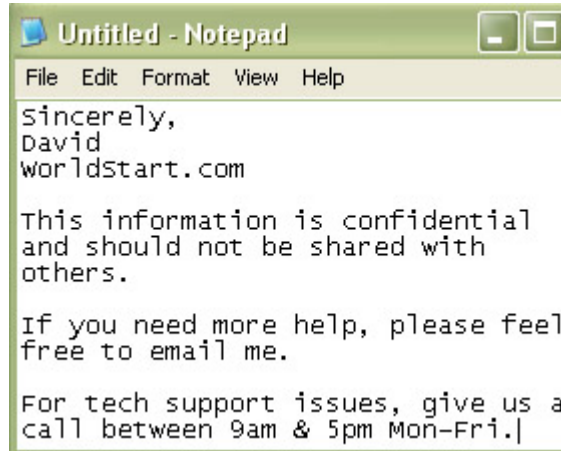 Untitled - Notepad
File Edit Format View Help
Sincerely,
David
WorldStart.com
This information is confidential
and should not be shared with
others.
If you need more help, please feel
free to email me.
For tech support issues, give us a
call between 9am & 5pm Mon-Fri.